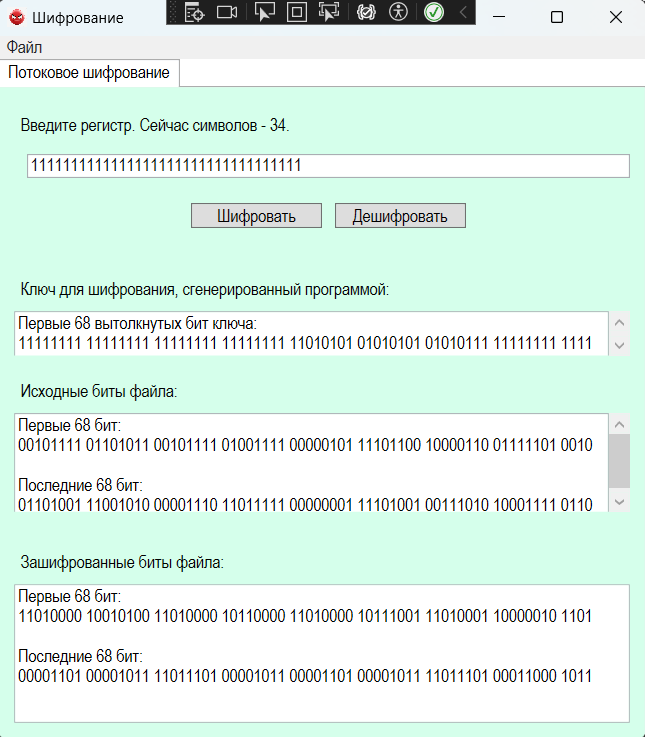 Шифрование
Файл
Потоковое шифрование
Введите регистр. Сейчас символов - 34.
1111111111111111111111111111111111
Шифровать
Дешифровать
Ключ для шифрования, сгенерированный программой:
Первые 68 вытолкнутых бит ключа:
11111111 11111111 11111111 11111111 11010101 01010101 01010111 11111111 1111
Исходные биты файла:
Первые 68 бит:
00101111 01101011 00101111 01001111 00000101 11101100 10000110 01111101 0010
Последние 68 бит:
01101001 11001010 00001110 11011111 00000001 11101001 00111010 10001111 0110
Зашифрованные биты файла:
Первые 68 бит:
11010000 10010100 11010000 10110000 11010000 10111001 11010001 10000010 1101
Последние 68 бит:
00001101 00001011 11011101 00001011 00001101 00001011 11011101 00011000 1011